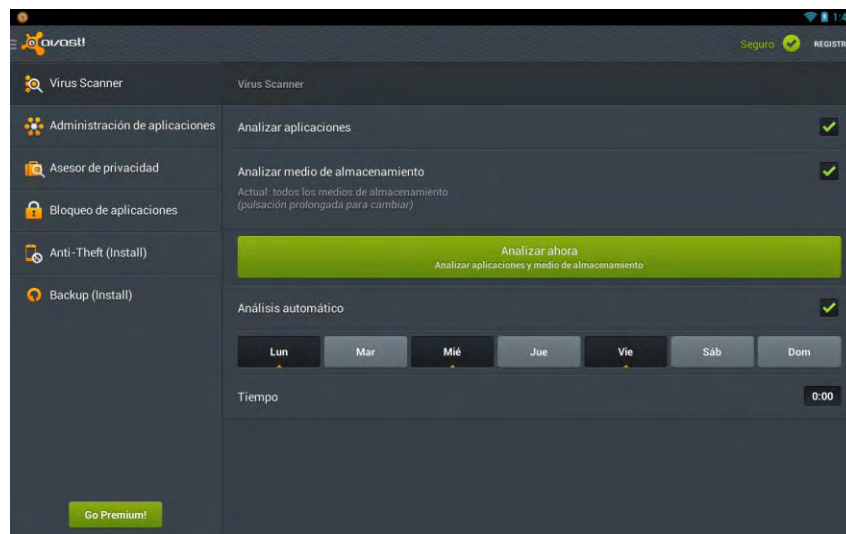 1:4
avast!
Seguro
REGISTR
Virus Scanner
Administración de aplicaciones
Asesor de privacidad
Bloqueo de aplicaciones
Anti-Theft (Install)
Backup (Install)
Go Premium!
Virus Scanner
Analizar aplicaciones
Analizar medio de almacenamiento
Actual: todos los medios de almacenamiento
(pulsación prolongada para cambiar)
Analizar ahora
Analizar aplicaciones y medio de almacenamiento
Análisis automático
Lun Mar Mié Jue Vie Sáb Dom
Tiempo 0:00